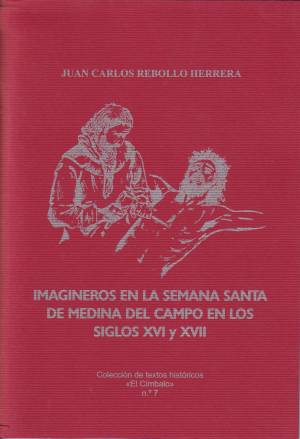 JUAN CARLOS REBOLLO HERRERA
IMAGINEROS EN LA SEMANA SANTA
DE MEDINA DEL CAMPO EN LOS
SIGLOS XVI y XVII
Colección de textos históricos
«El Címbalo»
n.º 7